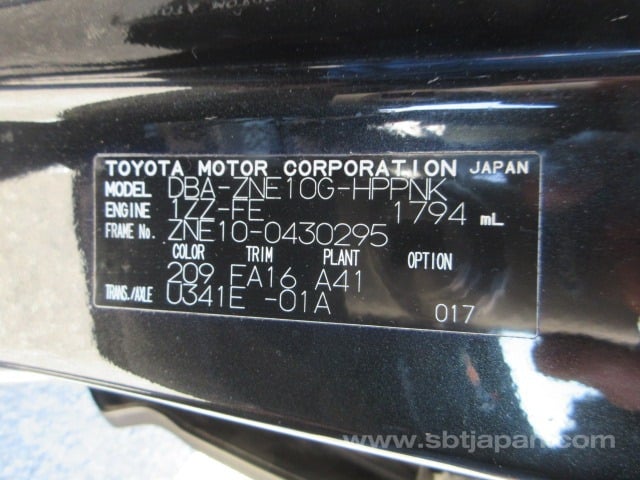 TOYOTA MOTOR CORPORATION JAPAN
MODEL DBA-ZNE10G-HPPNK
ENGINE 1ZZ-FE 1794 mL
FRAME No. ZNE10-0430295
COLOR TRIM PLANT OPTION
209 EA16 A41
TRANS./AXLE U341E -01A
017
www.sbtjapan.com